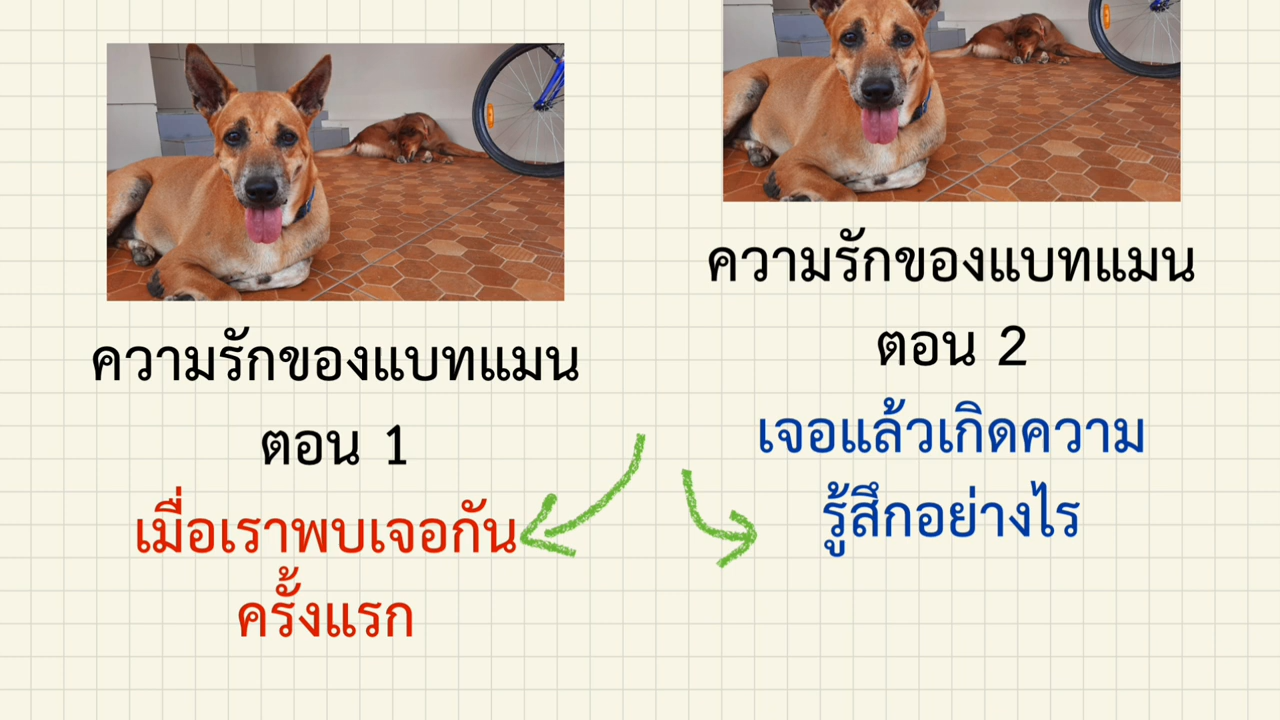 ความรักของแบทแมน
ตอน 1
เมื่อเราพบเจอกัน
ครั้งแรก
ความรักของแบทแมน
ตอน 2
เจอแล้วเกิดความ
รู้สึกอย่างไร